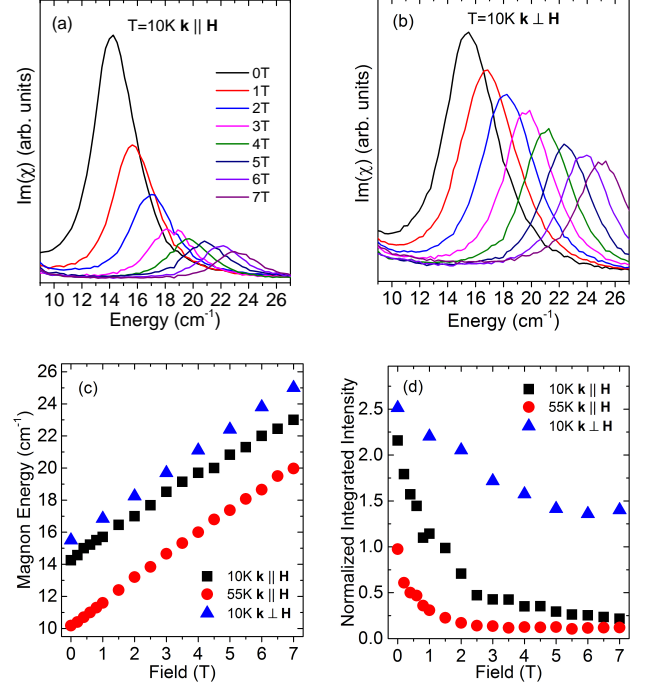 (a) T=10K k || H
Im(χ) (arb. units)
0T
1T
2T
3T
4T
5T
6T
7T
10 12 14 16 18 20 22 24 26
Energy (cm-1)
(b) T=10K k ⊥ H
Im(χ) (arb. units)
10 12 14 16 18 20 22 24 26
Energy (cm-1)
(c)
Magnon Energy (cm-1)
26
24
22
20
18
16
14
12
10
10K k || H
55K k || H
10K k ⊥ H
0 1 2 3 4 5 6 7
Field (T)
(d)
Normalized Integrated Intensity
10K k || H
55K k || H
10K k ⊥ H
2.5
2.0
1.5
1.0
0.5
0.0
0 1 2 3 4 5 6 7
Field (T)